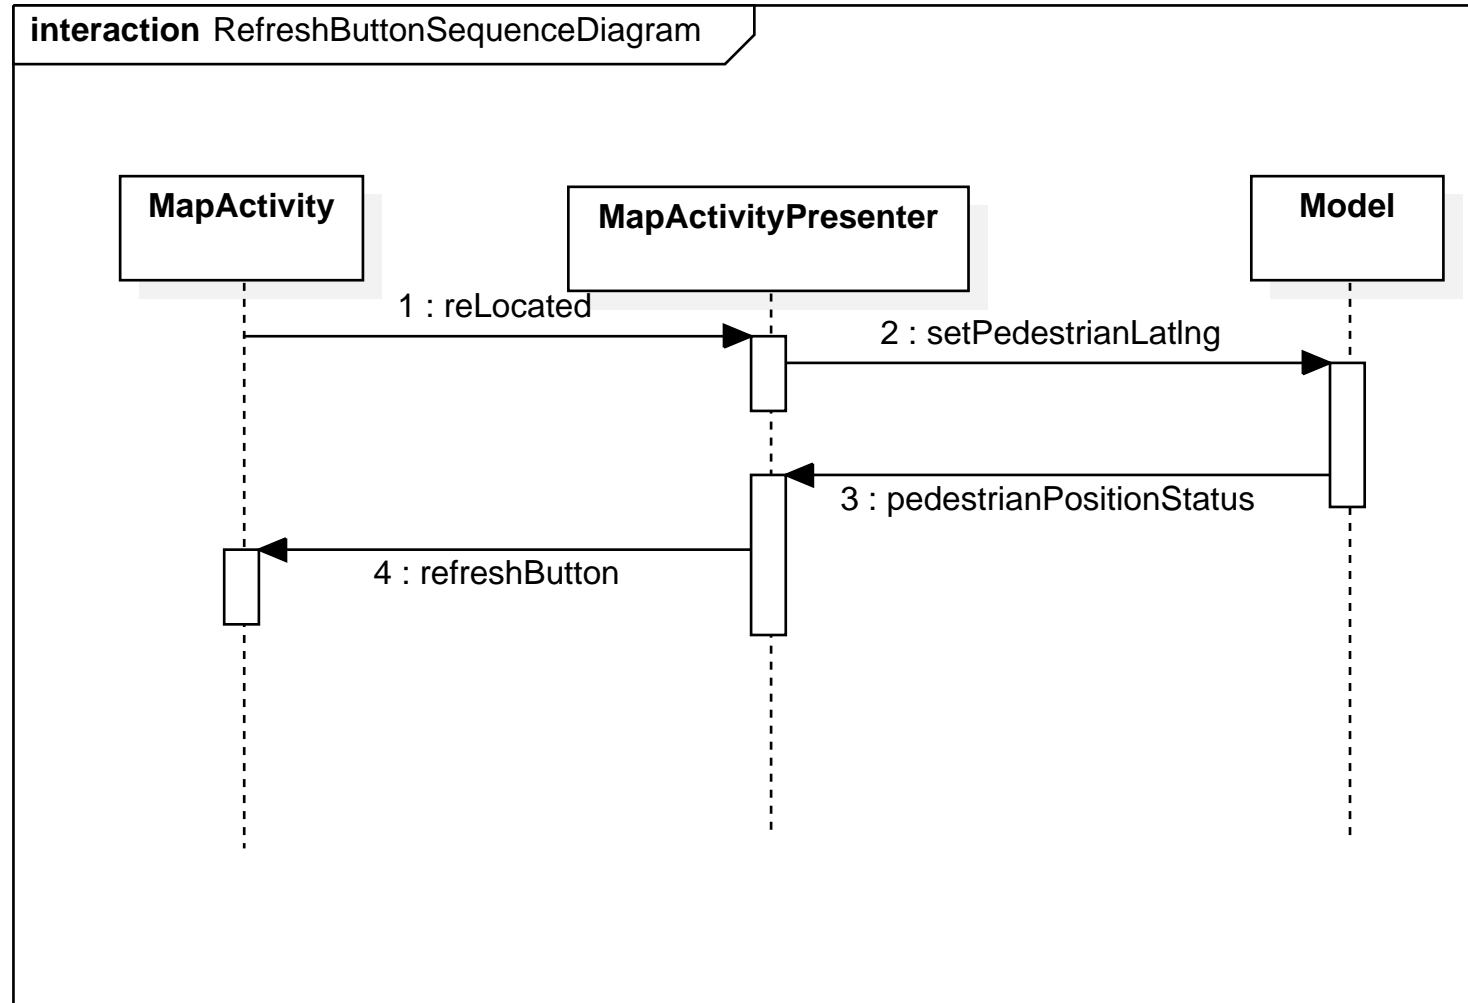 interaction RefreshButtonSequenceDiagram
MapActivity
MapActivityPresenter
Model
1 : reLocated
2 : setPedestrianLatlng
3 : pedestrianPositionStatus
4 : refreshButton